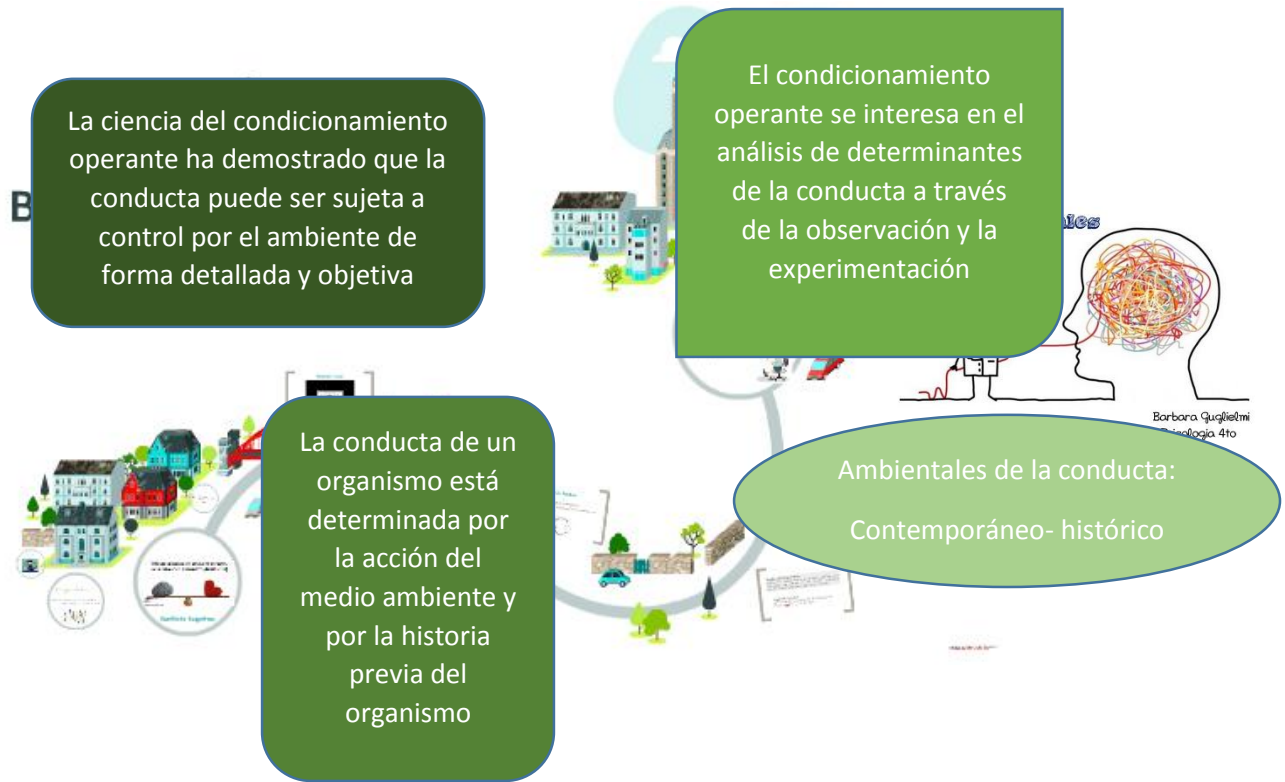 La ciencia del condicionamiento
operante ha demostrado que la
conducta puede ser sujeta a
control por el ambiente de
forma detallada y objetiva
El condicionamiento
operante se interesa en el
análisis de determinantes
de la conducta a través
de la observación y la
experimentación
B
Barbara Guglielmi
4to
La conducta de un
organismo está
determinada por
la acción del
medio ambiente y
por la historia
previa del
organismo
Ambientales de la conducta:
Contemporáneo- histórico